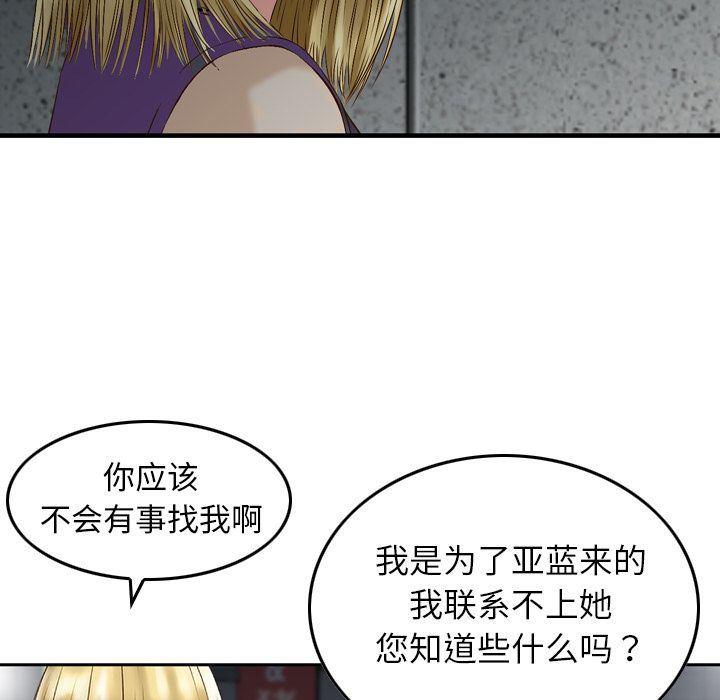 你应该
不会有事找我啊
我是为了亚蓝来的
我联系不上她
您知道些什么吗？